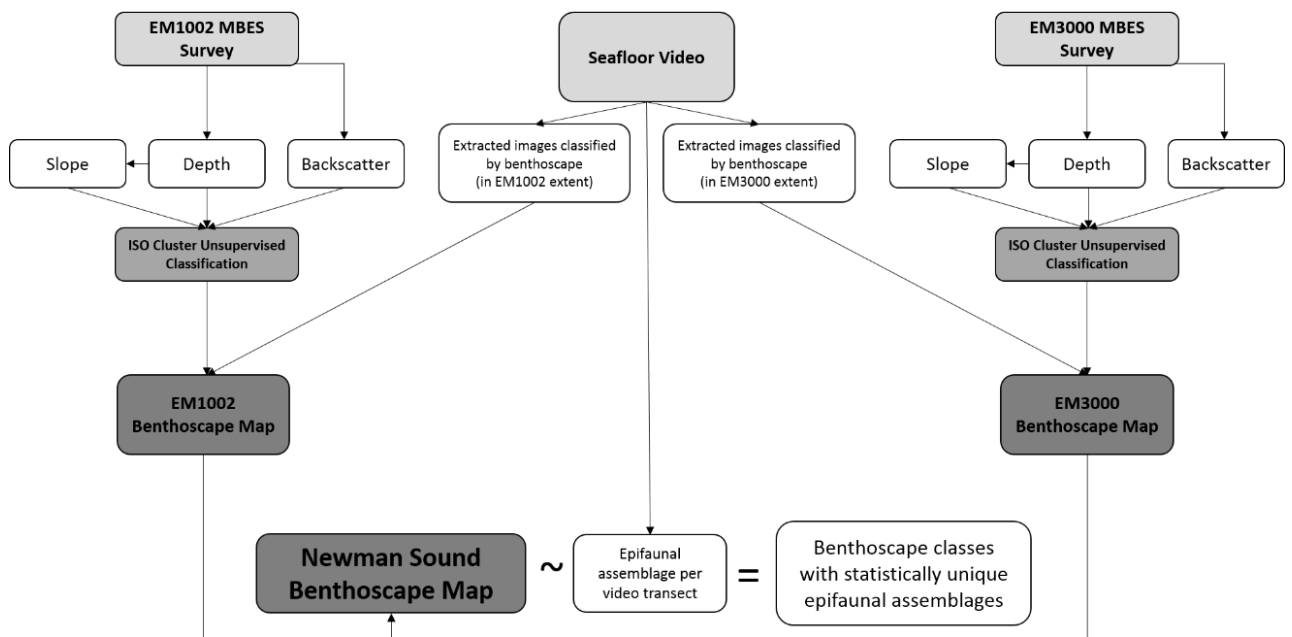 EM1002 MBES
Survey
Seafloor Video
EM3000 MBES
Survey
Slope
Depth
Backscatter
Extracted images classified
by benthoscape
(in EM1002 extent)
Extracted images classified
by benthoscape
(in EM3000 extent)
Slope
Depth
Backscatter
ISO Cluster Unsupervised
Classification
ISO Cluster Unsupervised
Classification
EM1002
Benthoscape Map
EM3000
Benthoscape Map
Newman Sound
Benthoscape Map
~
Epifaunal
assemblage per
video transect
=
Benthoscape classes
with statistically unique
epifaunal assemblages